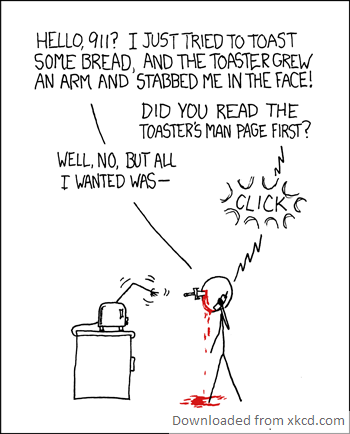 HELLO, 911? I JUST TRIED TO TOAST
SOME BREAD, AND THE TOASTER GREW
AN ARM AND STABBED ME IN THE FACE!
DID YOU READ THE
TOASTER'S MAN PAGE FIRST?
WELL, NO, BUT ALL
I WANTED WAS—
CLICK
Downloaded from xkcd.com